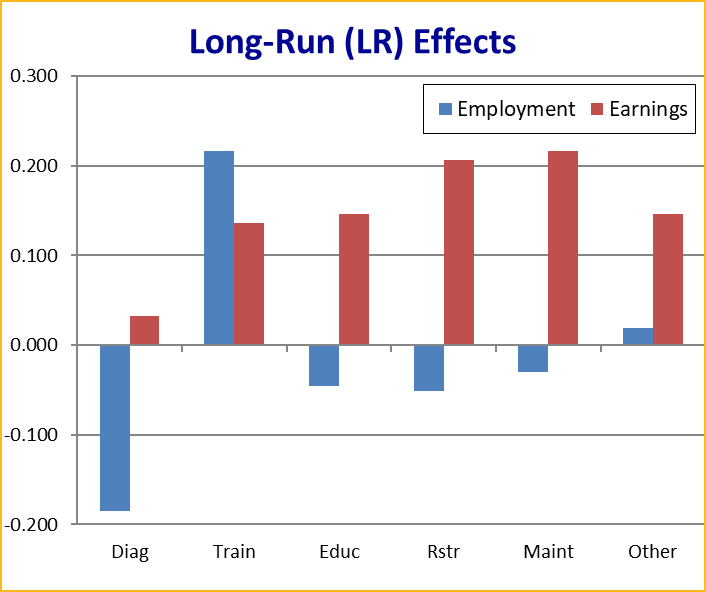 Long-Run (LR) Effects
0.300
Employment Earnings
0.200
0.100
0.000
-0.100
-0.200
Diag Train Educ Rstr Maint Other